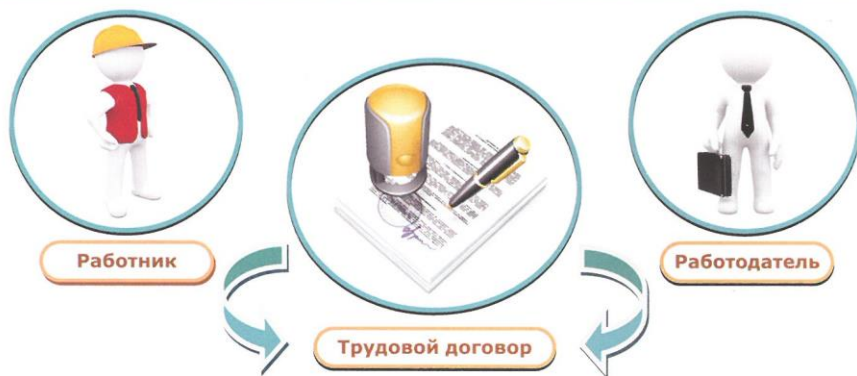 Работник
Работодатель
Трудовой договор